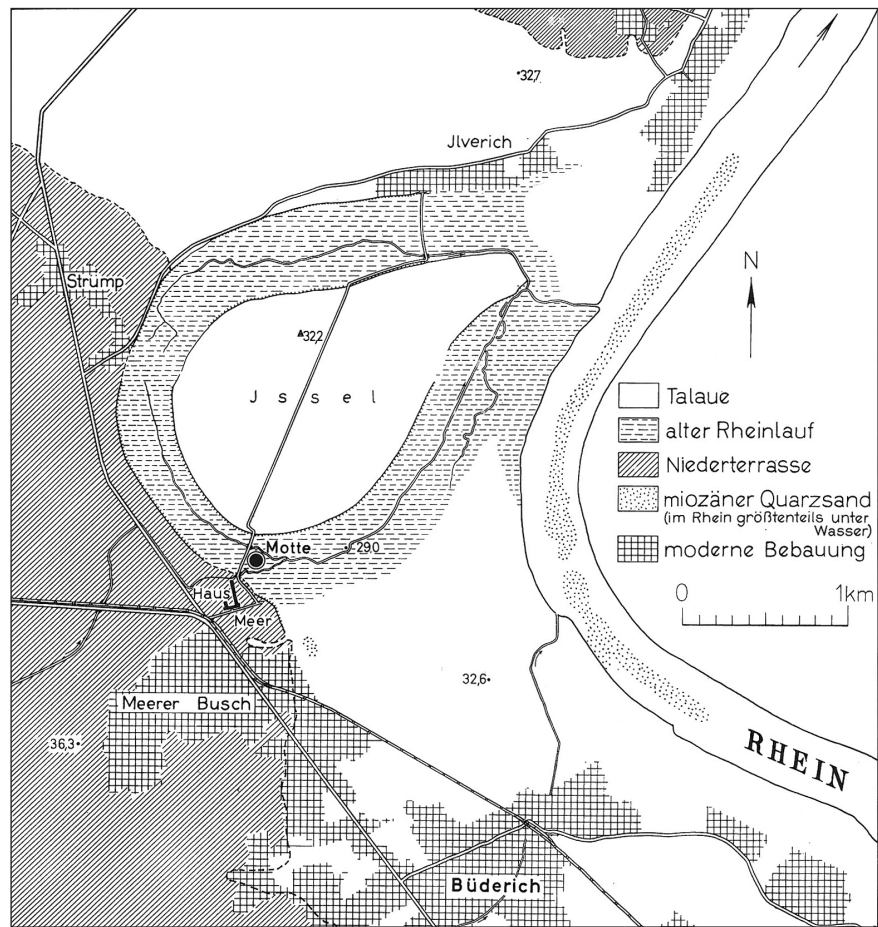 32,7
Jlverich
Strump
32,2
Jssel
N
Talaue
alter Rheinlauf
Niederterrasse
miozäner Quarzsand
(im Rhein größtenteils unter
Wasser)
moderne Bebauung
Motte
29.0
Haus
Meer
0 1km
32,6
Meerer Busch
36,3
RHEIN
Büderich